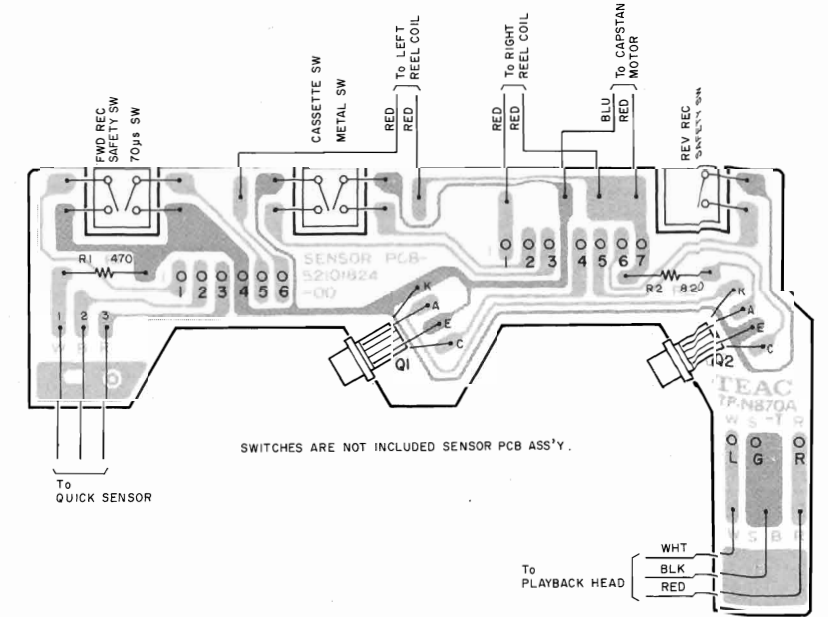 To LEFT
REEL COIL
To RIGHT
REEL COIL
To CAPSTAN
MOTOR
FWD REC
SAFETY SW
70µs SW
CASSETTE SW
METAL SW
RED
RED
RED
RED
BLU
RED
REV REC
SAFETY SW
R1 470
1 2 3 4 5 6
SENSOR PCB-
52101824
-00
1 2 3 4 5 6 7
R2 820
K
A
E
C
Q1
K
A
E
C
Q2
1 2 3
W B R
TEAC
W S -T R
L G R
W S B R
SWITCHES ARE NOT INCLUDED SENSOR PCB ASS'Y.
To
QUICK SENSOR
To
PLAYBACK HEAD
WHT
BLK
RED